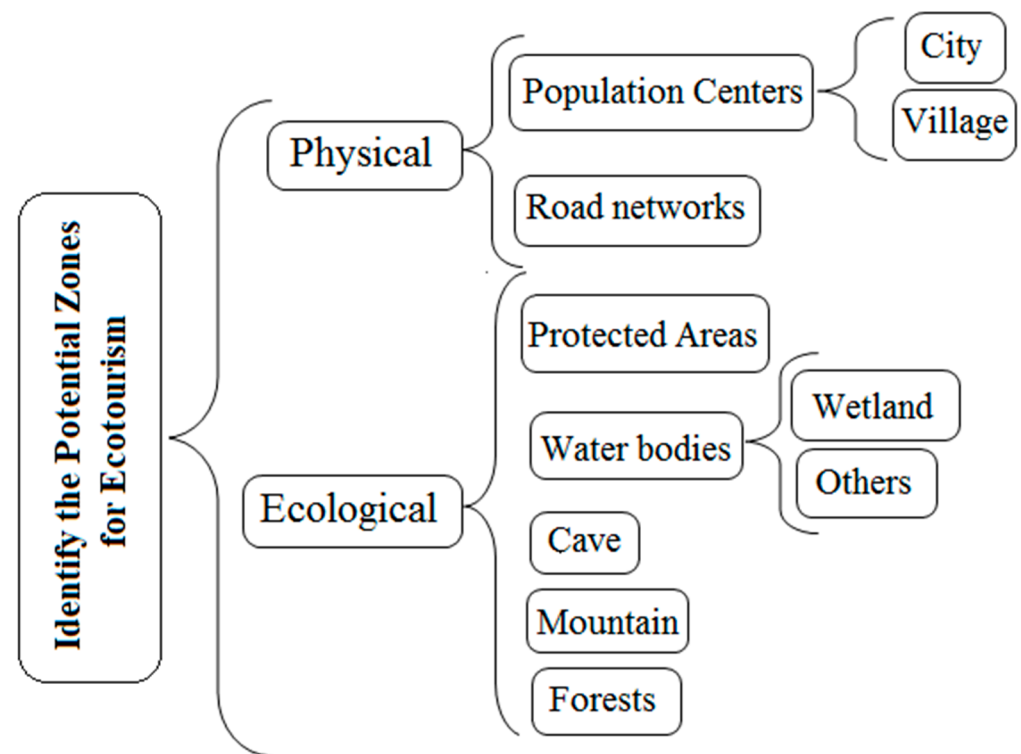 Identify the Potential Zones
for Ecotourism
Physical
Population Centers
City
Village
Road networks
Ecological
Protected Areas
Water bodies
Wetland
Others
Cave
Mountain
Forests